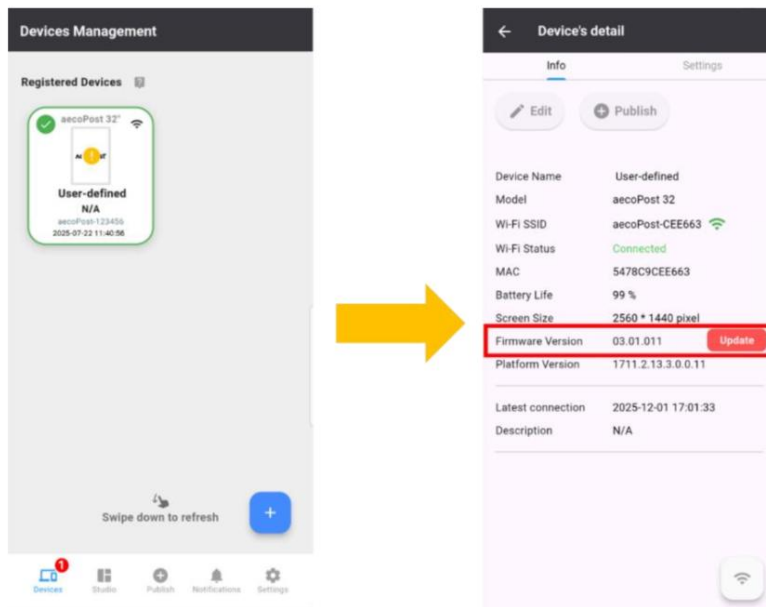 Devices Management
Registered Devices
aecoPost 32"
User-defined
N/A
aecoPost-123456
2025-07-22 11:40:56
Swipe down to refresh
+
1
Devices Studio Publish Notifications Settings
Device's detail
Info Settings
Edit Publish
Device Name User-defined
Model aecoPost 32
Wi-Fi SSID aecoPost-CEE663
Wi-Fi Status Connected
MAC 5478C9CEE663
Battery Life 99 %
Screen Size 2560 * 1440 pixel
Firmware Version 03.01.011 Update
Platform Version 1711.2.13.3.0.0.11
Latest connection 2025-12-01 17:01:33
Description N/A